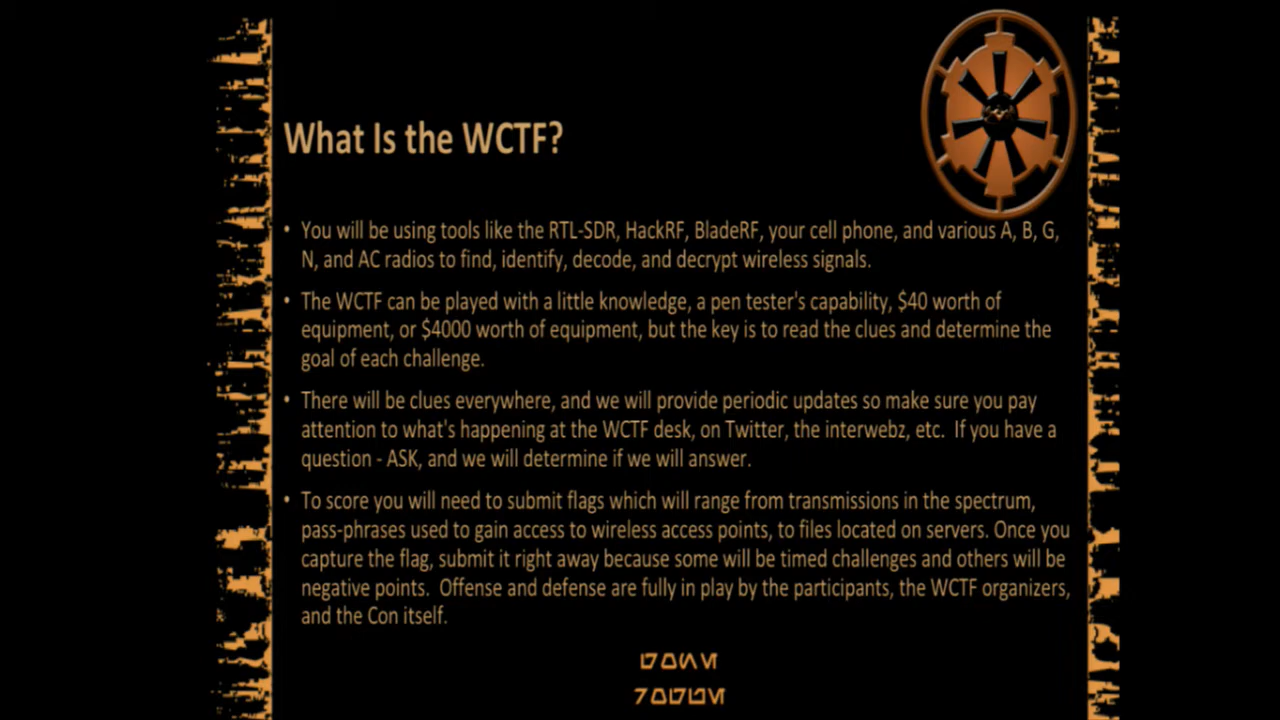 What Is the WCTF?
• You will be using tools like the RTL-SDR, HackRF, BladeRF, your cell phone, and various A, B, G,
N, and AC radios to find, identify, decode, and decrypt wireless signals.
• The WCTF can be played with a little knowledge, a pen tester's capability, $40 worth of
equipment, or $4000 worth of equipment, but the key is to read the clues and determine the
goal of each challenge.
• There will be clues everywhere, and we will provide periodic updates so make sure you pay
attention to what's happening at the WCTF desk, on Twitter, the interwebz, etc.  If you have a
question - ASK, and we will determine if we will answer.
• To score you will need to submit flags which will range from transmissions in the spectrum,
pass-phrases used to gain access to wireless access points, to files located on servers. Once you
capture the flag, submit it right away because some will be timed challenges and others will be
negative points.  Offense and defense are fully in play by the participants, the WCTF organizers,
and the Con itself.